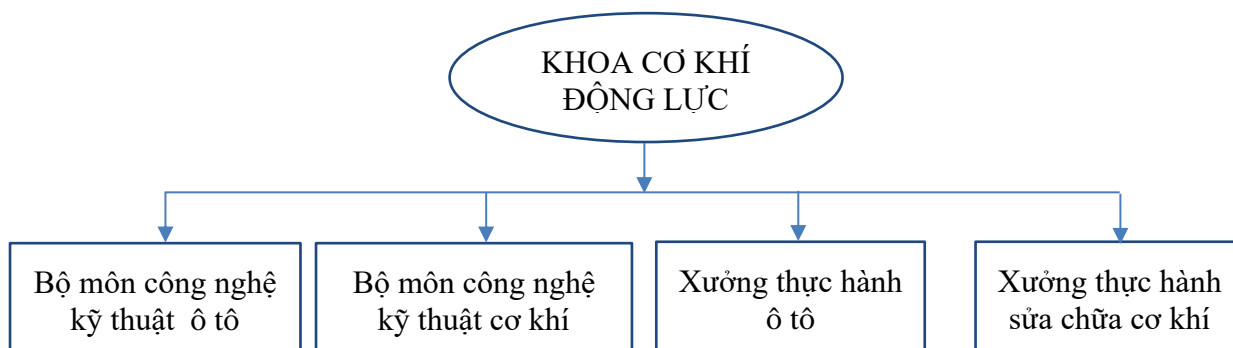 KHOA CƠ KHÍ
ĐỘNG LỰC
Bộ môn công nghệ
kỹ thuật ô tô
Bộ môn công nghệ
kỹ thuật cơ khí
Xưởng thực hành
ô tô
Xưởng thực hành
sửa chữa cơ khí